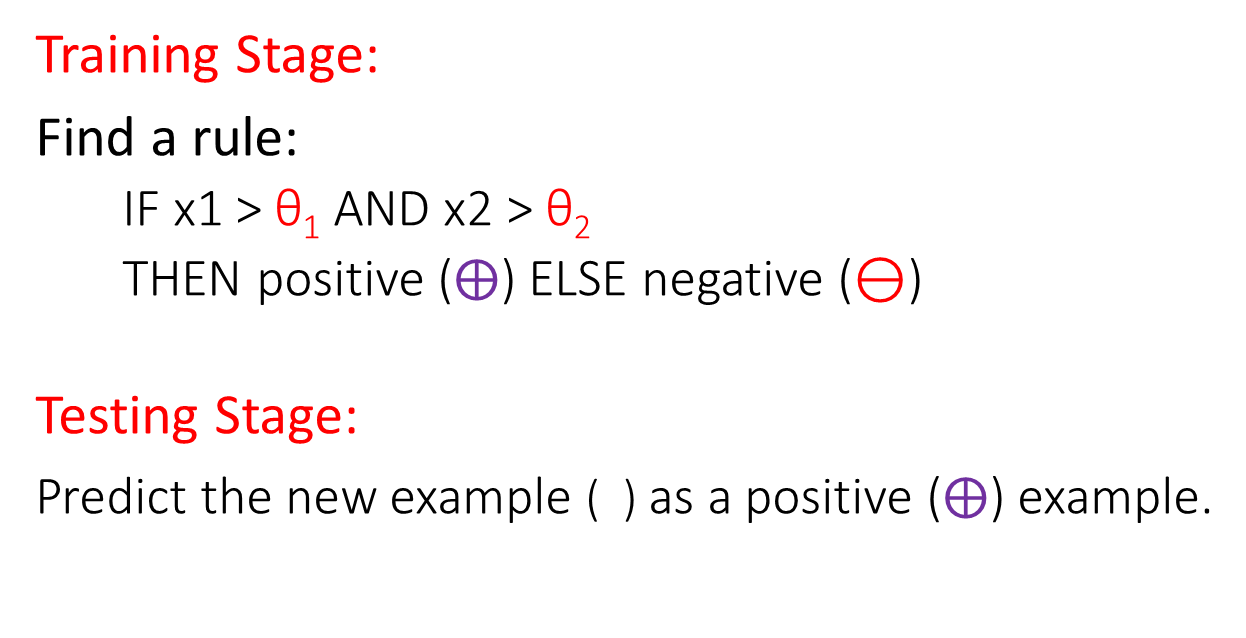 Training Stage:
Find a rule:
IF x1 > θ₁ AND x2 > θ₂
THEN positive (⊕) ELSE negative (⊖)
Testing Stage:
Predict the new example ( ) as a positive (⊕) example.